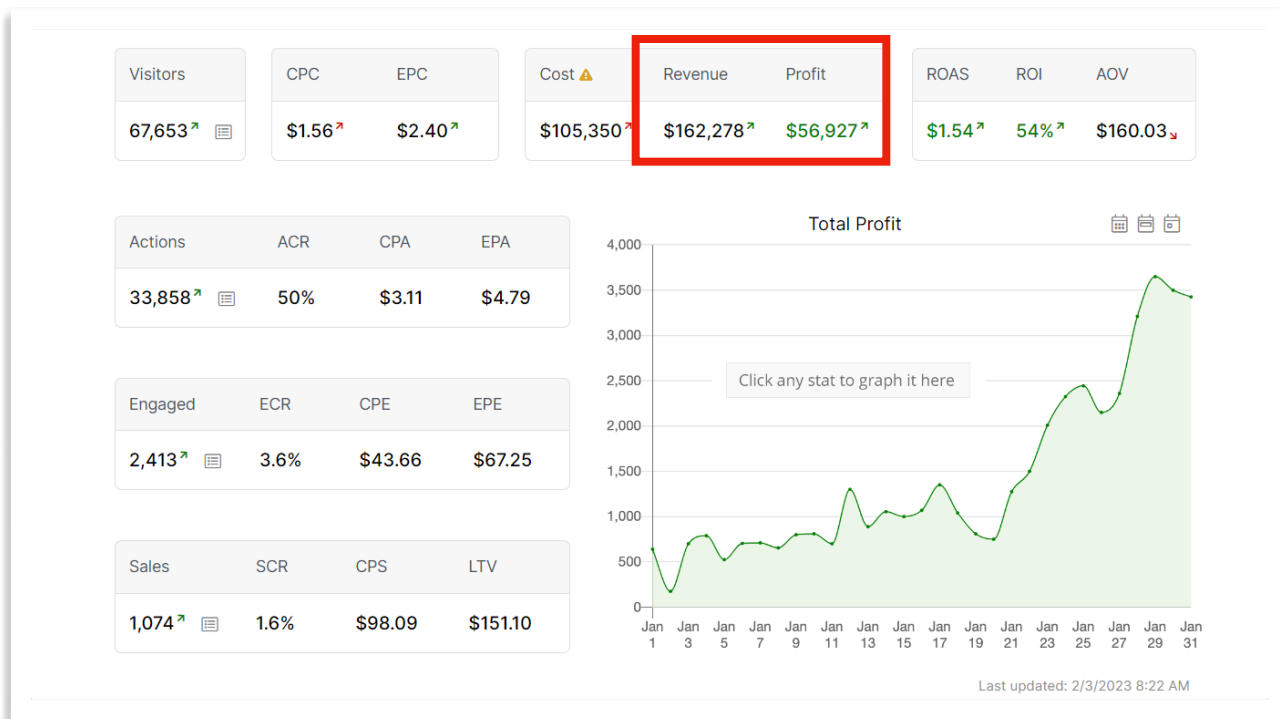 Visitors
67,653
CPC EPC
$1.56 $2.40
Cost Revenue Profit
$105,350 $162,278 $56,927
ROAS ROI AOV
$1.54 54% $160.03
Actions ACR CPA EPA
33,858 50% $3.11 $4.79
Engaged ECR CPE EPE
2,413 3.6% $43.66 $67.25
Sales SCR CPS LTV
1,074 1.6% $98.09 $151.10
Total Profit
4,000
3,500
3,000
2,500
Click any stat to graph it here
2,000
1,500
1,000
500
0
Jan Jan Jan Jan Jan Jan Jan Jan Jan Jan Jan Jan Jan Jan Jan Jan
1 3 5 7 9 11 13 15 17 19 21 23 25 27 29 31
Last updated: 2/3/2023 8:22 AM